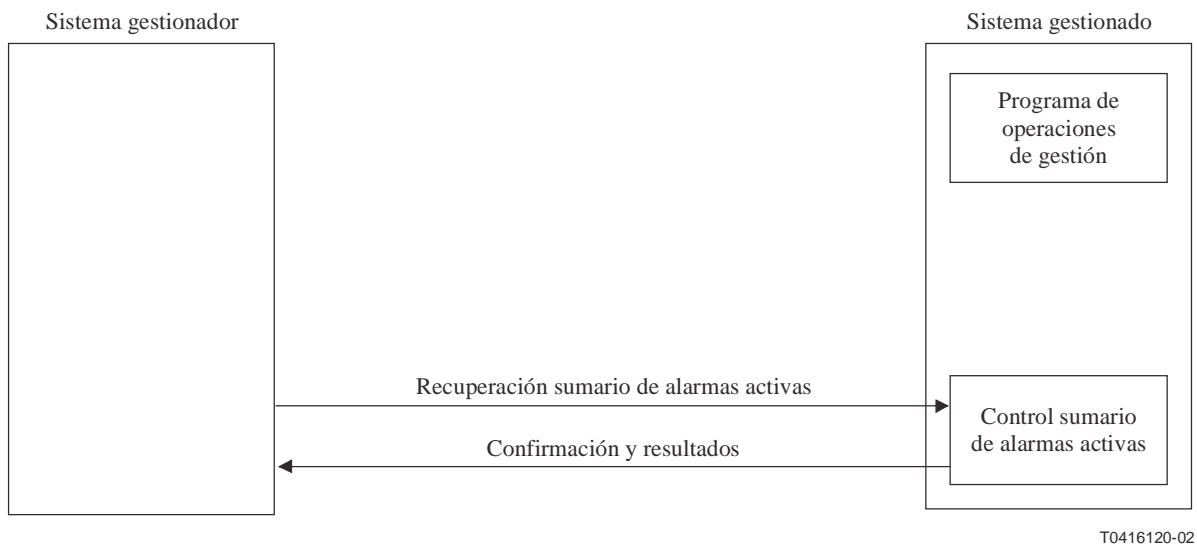 Sistema gestionador
Sistema gestionado
Programa de
operaciones
de gestión
Recuperación sumario de alarmas activas
Control sumario
de alarmas activas
Confirmación y resultados
T0416120-02